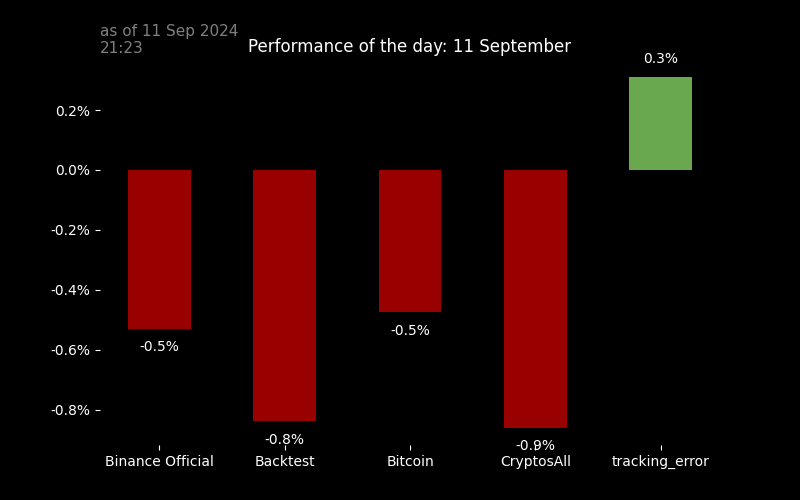 as of 11 Sep 2024
21:23
Performance of the day: 11 September
0.3%
0.2%
0.0%
-0.2%
-0.4%
-0.6%
-0.8%
-0.5%
-0.8%
-0.5%
-0.9%
Binance Official
Backtest
Bitcoin
CryptosAll
tracking_error